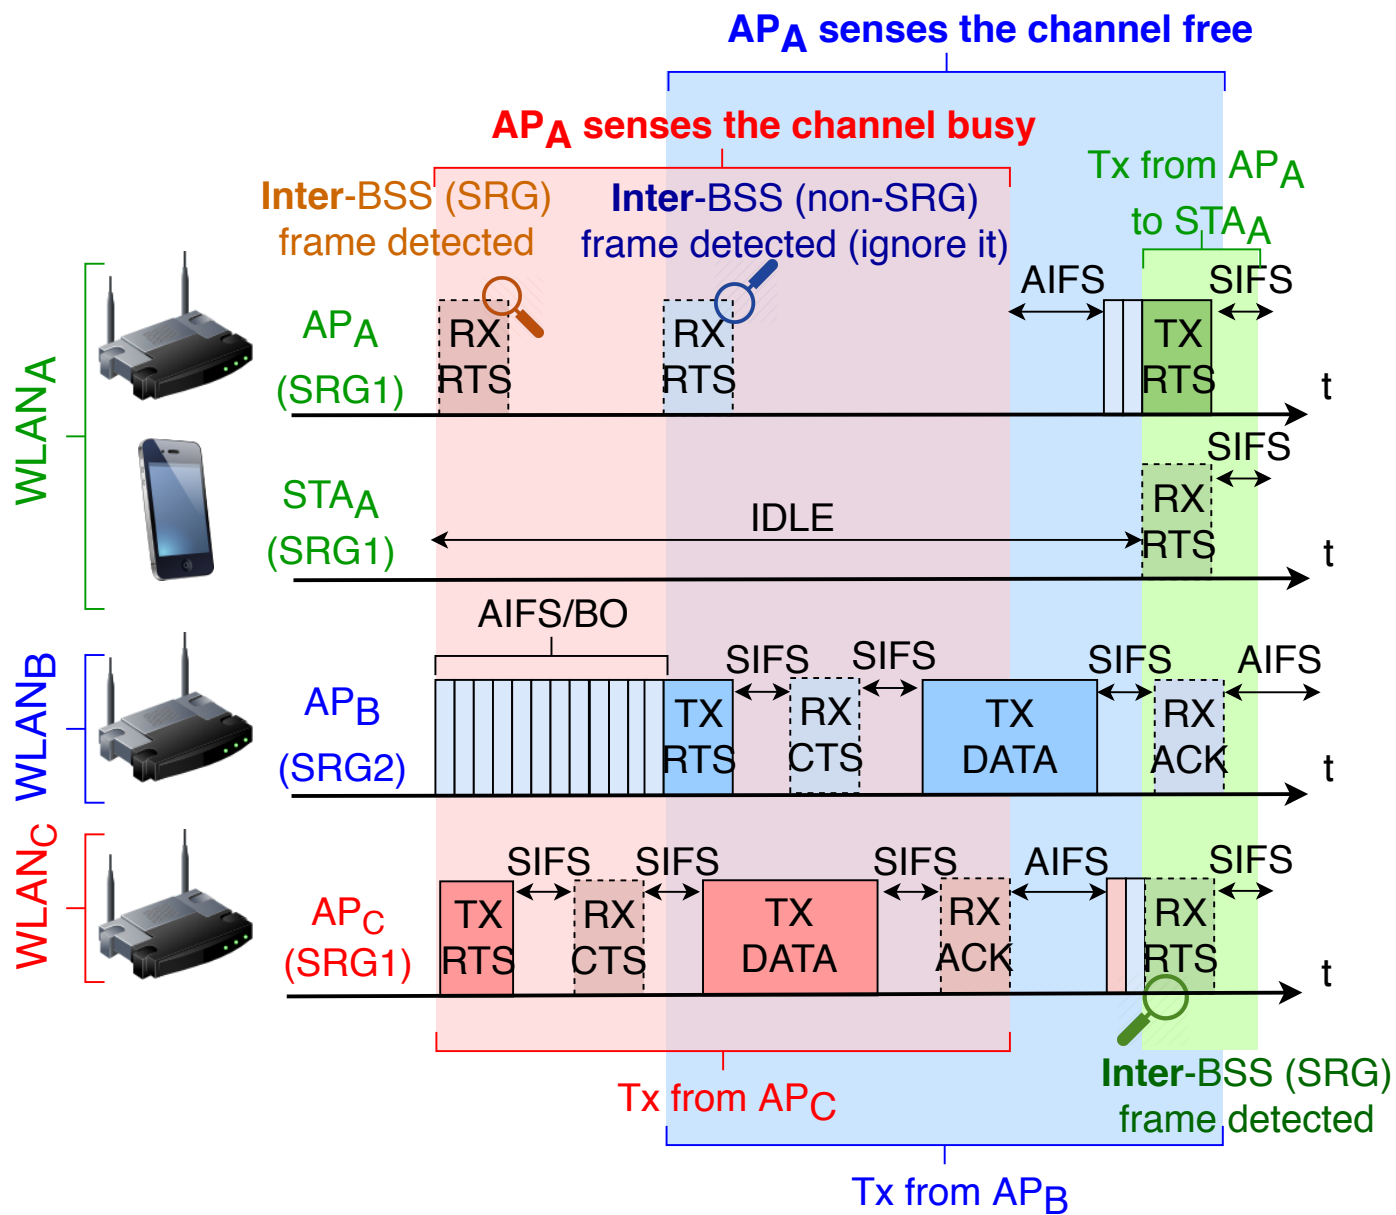 APA senses the channel free
APA senses the channel busy
Tx from APA
to STAA
Inter-BSS (SRG)
frame detected
Inter-BSS (non-SRG)
frame detected (ignore it)
WLANA
APA
(SRG1)
RX
RTS
RX
RTS
AIFS
TX
RTS
SIFS
t
STAA
(SRG1)
IDLE
RX
RTS
SIFS
t
WLANB
APB
(SRG2)
AIFS/BO
TX
RTS
SIFS
RX
CTS
SIFS
TX
DATA
SIFS
RX
ACK
AIFS
t
WLANC
APC
(SRG1)
TX
RTS
SIFS
RX
CTS
SIFS
TX
DATA
SIFS
RX
ACK
AIFS
RX
RTS
SIFS
t
Inter-BSS (SRG)
frame detected
Tx from APC
Tx from APB